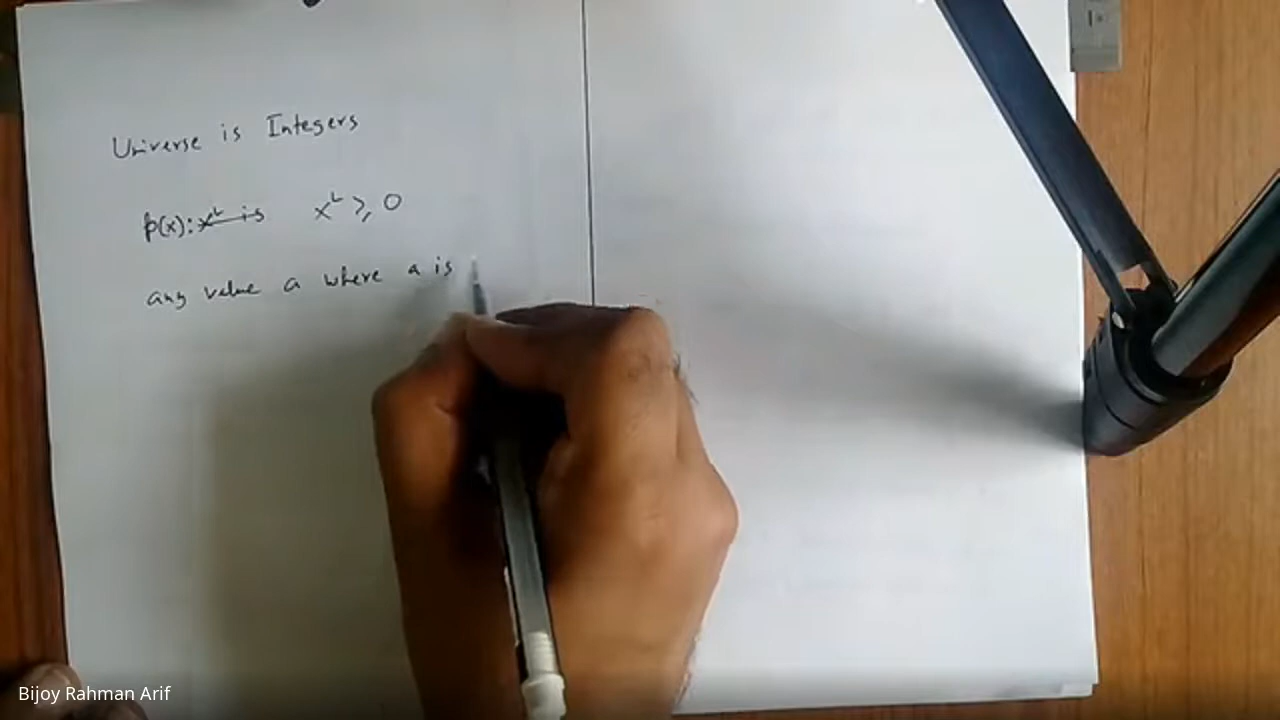 Universe is Integers
p(x): x² is x² ≥ 0
any value a where a is
Bijoy Rahman Arif